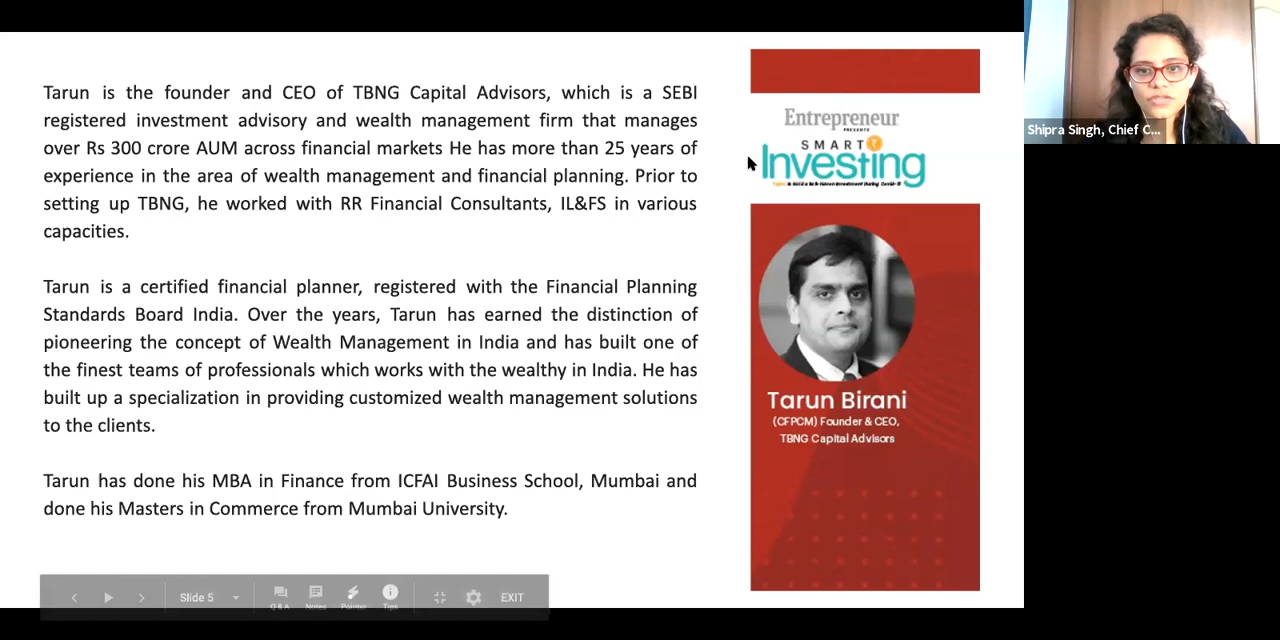 Tarun is the founder and CEO of TBNG Capital Advisors, which is a SEBI
registered investment advisory and wealth management firm that manages
over Rs 300 crore AUM across financial markets He has more than 25 years of
experience in the area of wealth management and financial planning. Prior to
setting up TBNG, he worked with RR Financial Consultants, IL&FS in various
capacities.
Tarun is a certified financial planner, registered with the Financial Planning
Standards Board India. Over the years, Tarun has earned the distinction of
pioneering the concept of Wealth Management in India and has built one of
the finest teams of professionals which works with the wealthy in India. He has
built up a specialization in providing customized wealth management solutions
to the clients.
Tarun has done his MBA in Finance from ICFAI Business School, Mumbai and
done his Masters in Commerce from Mumbai University.
Entrepreneur
PRESENTS
SMART ₹
Investing
Tarun Birani
(CFPCM) Founder & CEO,
TBNG Capital Advisors
Shipra Singh, Chief C...
Slide 5
Q & A
Notes
Pointer
Tips
EXIT